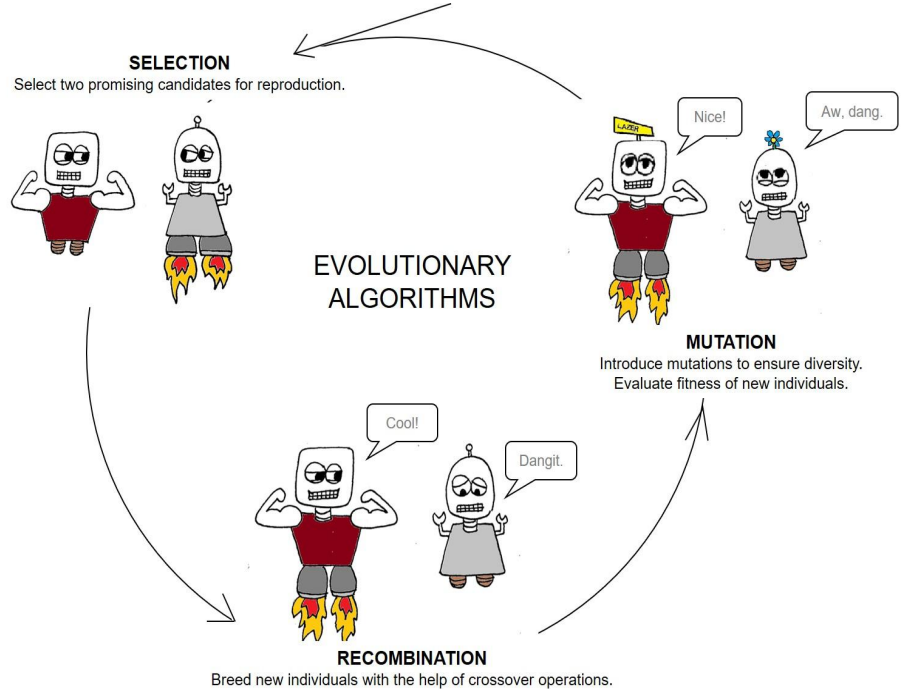 SELECTION
Select two promising candidates for reproduction.
LAZER
Nice!
Aw, dang.
EVOLUTIONARY
ALGORITHMS
MUTATION
Introduce mutations to ensure diversity.
Evaluate fitness of new individuals.
Cool!
Dangit.
RECOMBINATION
Breed new individuals with the help of crossover operations.